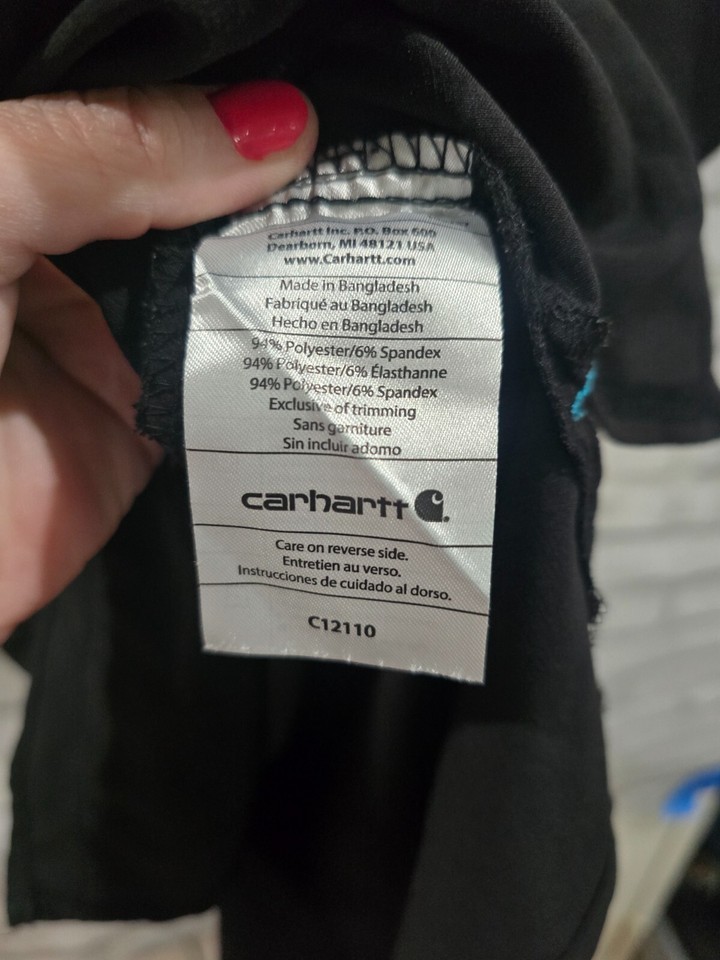 Carhartt Inc. P.O. Box 600
Dearborn, MI 48121 USA
www.Carhartt.com
Made in Bangladesh
Fabriqué au Bangladesh
Hecho en Bangladesh
94% Polyester/6% Spandex
94% Polyester/6% Élasthanne
94% Polyester/6% Spandex
Exclusive of trimming
Sans garniture
Sin incluir adorno
carhartt
Care on reverse side.
Entretien au verso.
Instrucciones de cuidado al dorso.
C12110